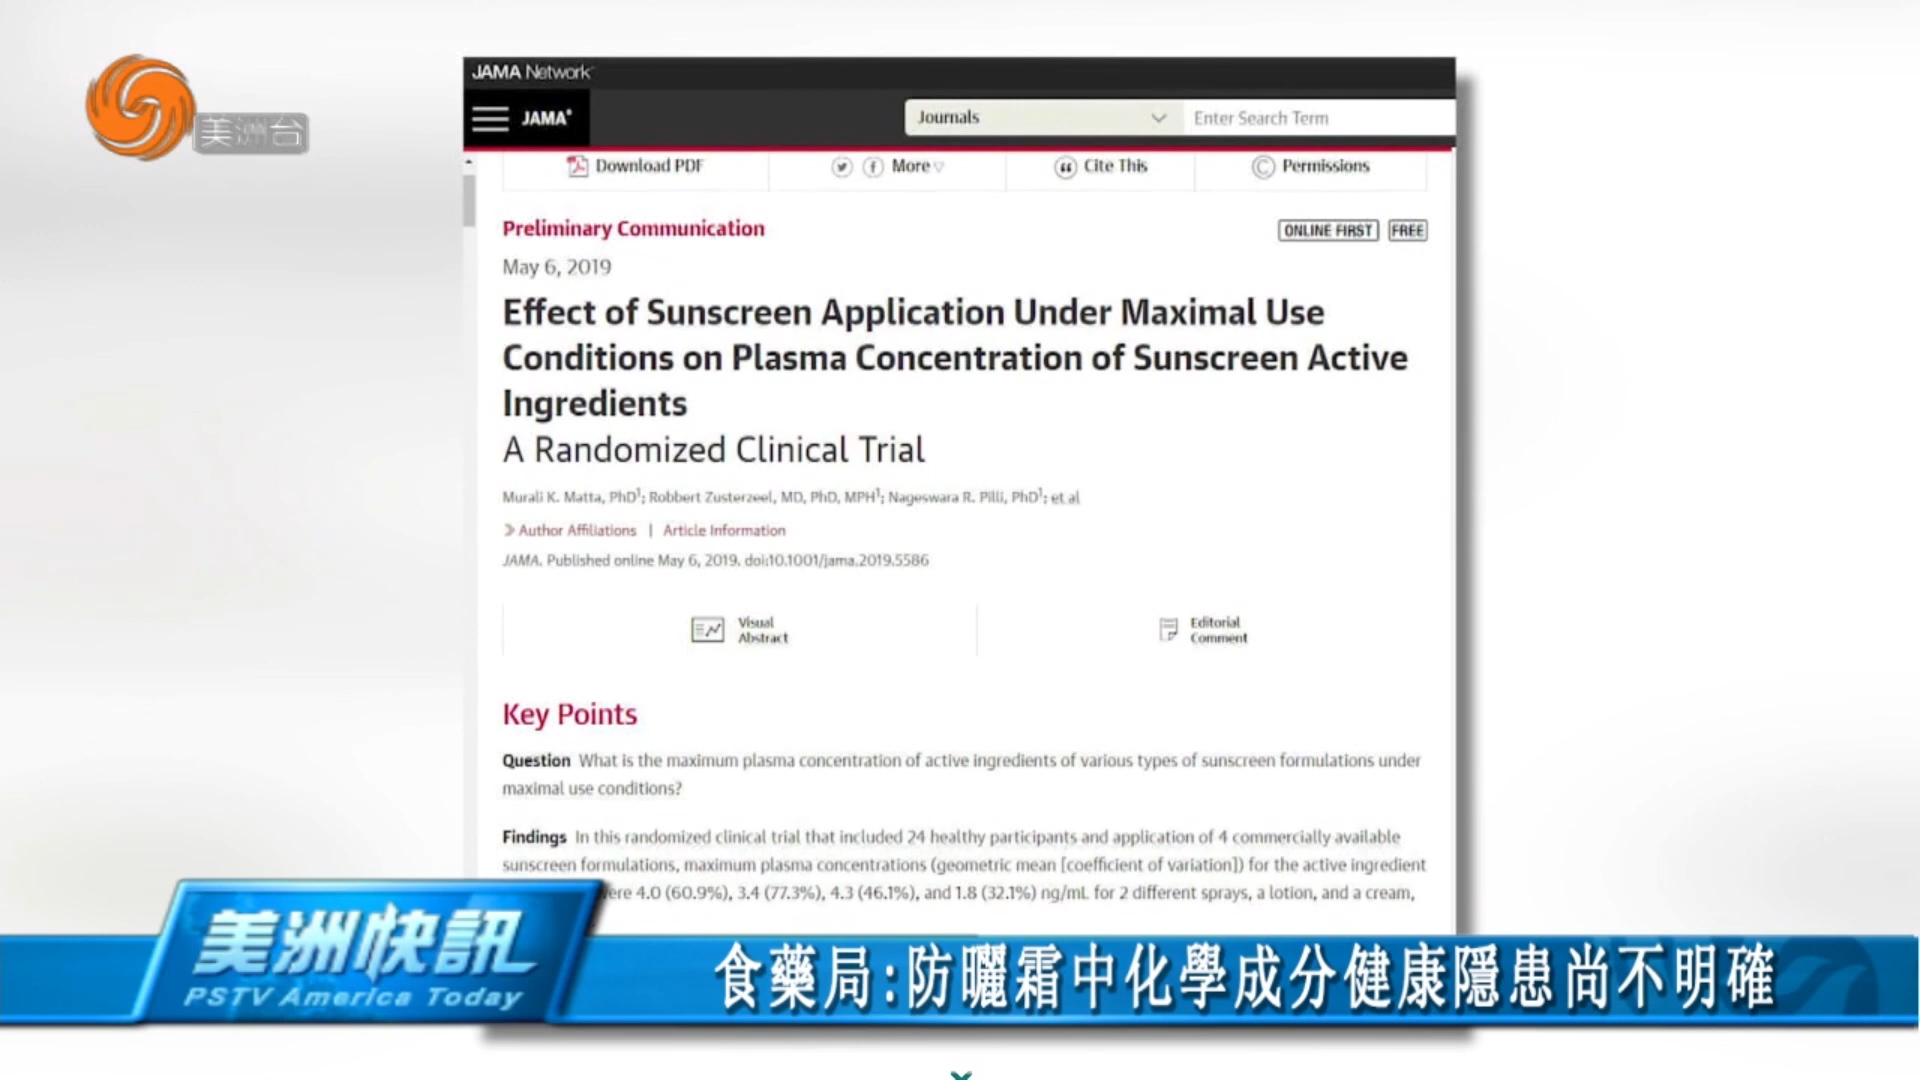 美洲台
JAMA Network
JAMA
Journals
Enter Search Term
Download PDF
More
Cite This
Permissions
Preliminary Communication
ONLINE FIRST
FREE
May 6, 2019
Effect of Sunscreen Application Under Maximal Use
Conditions on Plasma Concentration of Sunscreen Active
Ingredients
A Randomized Clinical Trial
Murali K. Matta, PhD1; Robbert Zusterzeel, MD, PhD, MPH1; Nageswara R. Pilli, PhD1; et al
Author Affiliations | Article Information
JAMA. Published online May 6, 2019. doi:10.1001/jama.2019.5586
Visual
Abstract
Editorial
Comment
Key Points
Question What is the maximum plasma concentration of active ingredients of various types of sunscreen formulations under
maximal use conditions?
Findings In this randomized clinical trial that included 24 healthy participants and application of 4 commercially available
sunscreen formulations, maximum plasma concentrations (geometric mean [coefficient of variation]) for the active ingredient
4.0 (60.9%), 3.4 (77.3%), 4.3 (46.1%), and 1.8 (32.1%) ng/mL for 2 different sprays, a lotion, and a cream,
美洲快訊
PSTV America Today
食藥局:防曬霜中化學成分健康隱患尚不明確